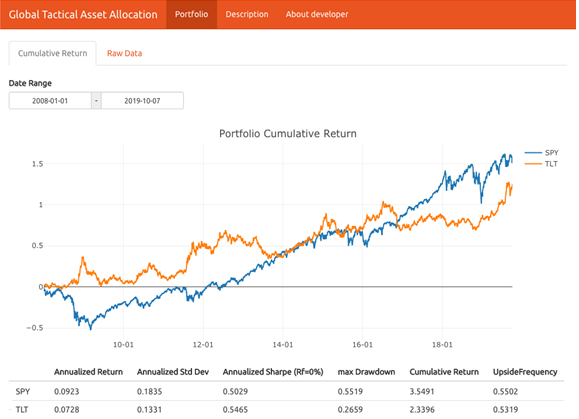 Global Tactical Asset Allocation Portfolio Description About developer
Cumulative Return Raw Data
Date Range
2008-01-01 - 2019-10-07
Portfolio Cumulative Return
SPY
TLT
1.5
1
0.5
0
−0.5
10-01 12-01 14-01 16-01 18-01
Annualized Return Annualized Std Dev Annualized Sharpe (Rf=0%) max Drawdown Cumulative Return UpsideFrequency
SPY 0.0923 0.1835 0.5029 0.5519 3.5491 0.5502
TLT 0.0728 0.1331 0.5465 0.2659 2.3396 0.5319